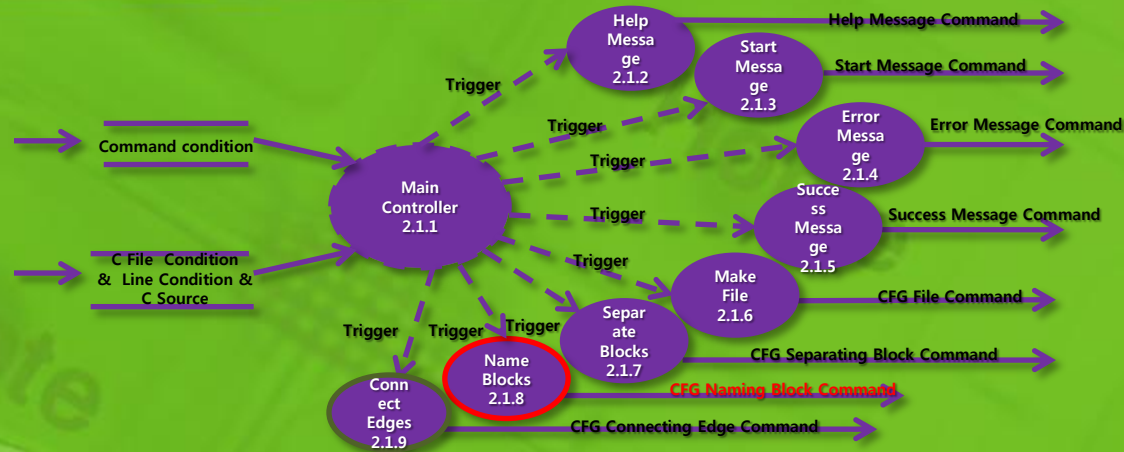 Help
Messa
ge
2.1.2
Help Message Command
Start
Messa
ge
2.1.3
Start Message Command
Trigger
Error
Messa
ge
2.1.4
Error Message Command
Trigger
Command condition
Trigger
Main
Controller
2.1.1
Succe
ss
Messa
ge
2.1.5
Success Message Command
Trigger
C File Condition
& Line Condition &
C Source
Trigger
Make
File
2.1.6
CFG File Command
Separ
ate
Blocks
2.1.7
CFG Separating Block Command
Trigger
Trigger
Trigger
Name
Blocks
2.1.8
CFG Naming Block Command
Conn
ect
Edges
2.1.9
CFG Connecting Edge Command